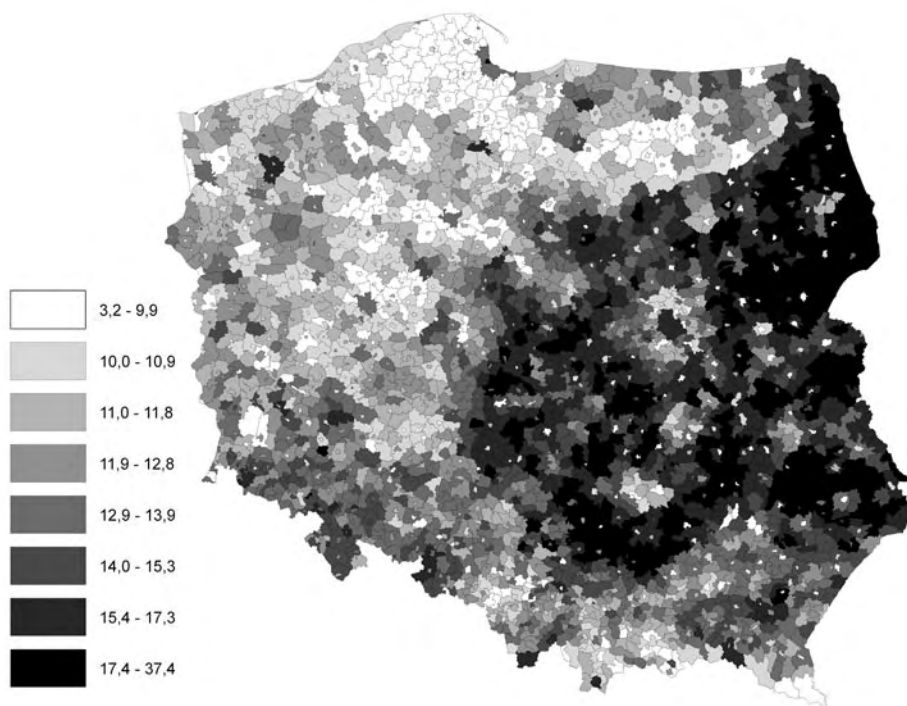 3,2 - 9,9
10,0 - 10,9
11,0 - 11,8
11,9 - 12,8
12,9 - 13,9
14,0 - 15,3
15,4 - 17,3
17,4 - 37,4